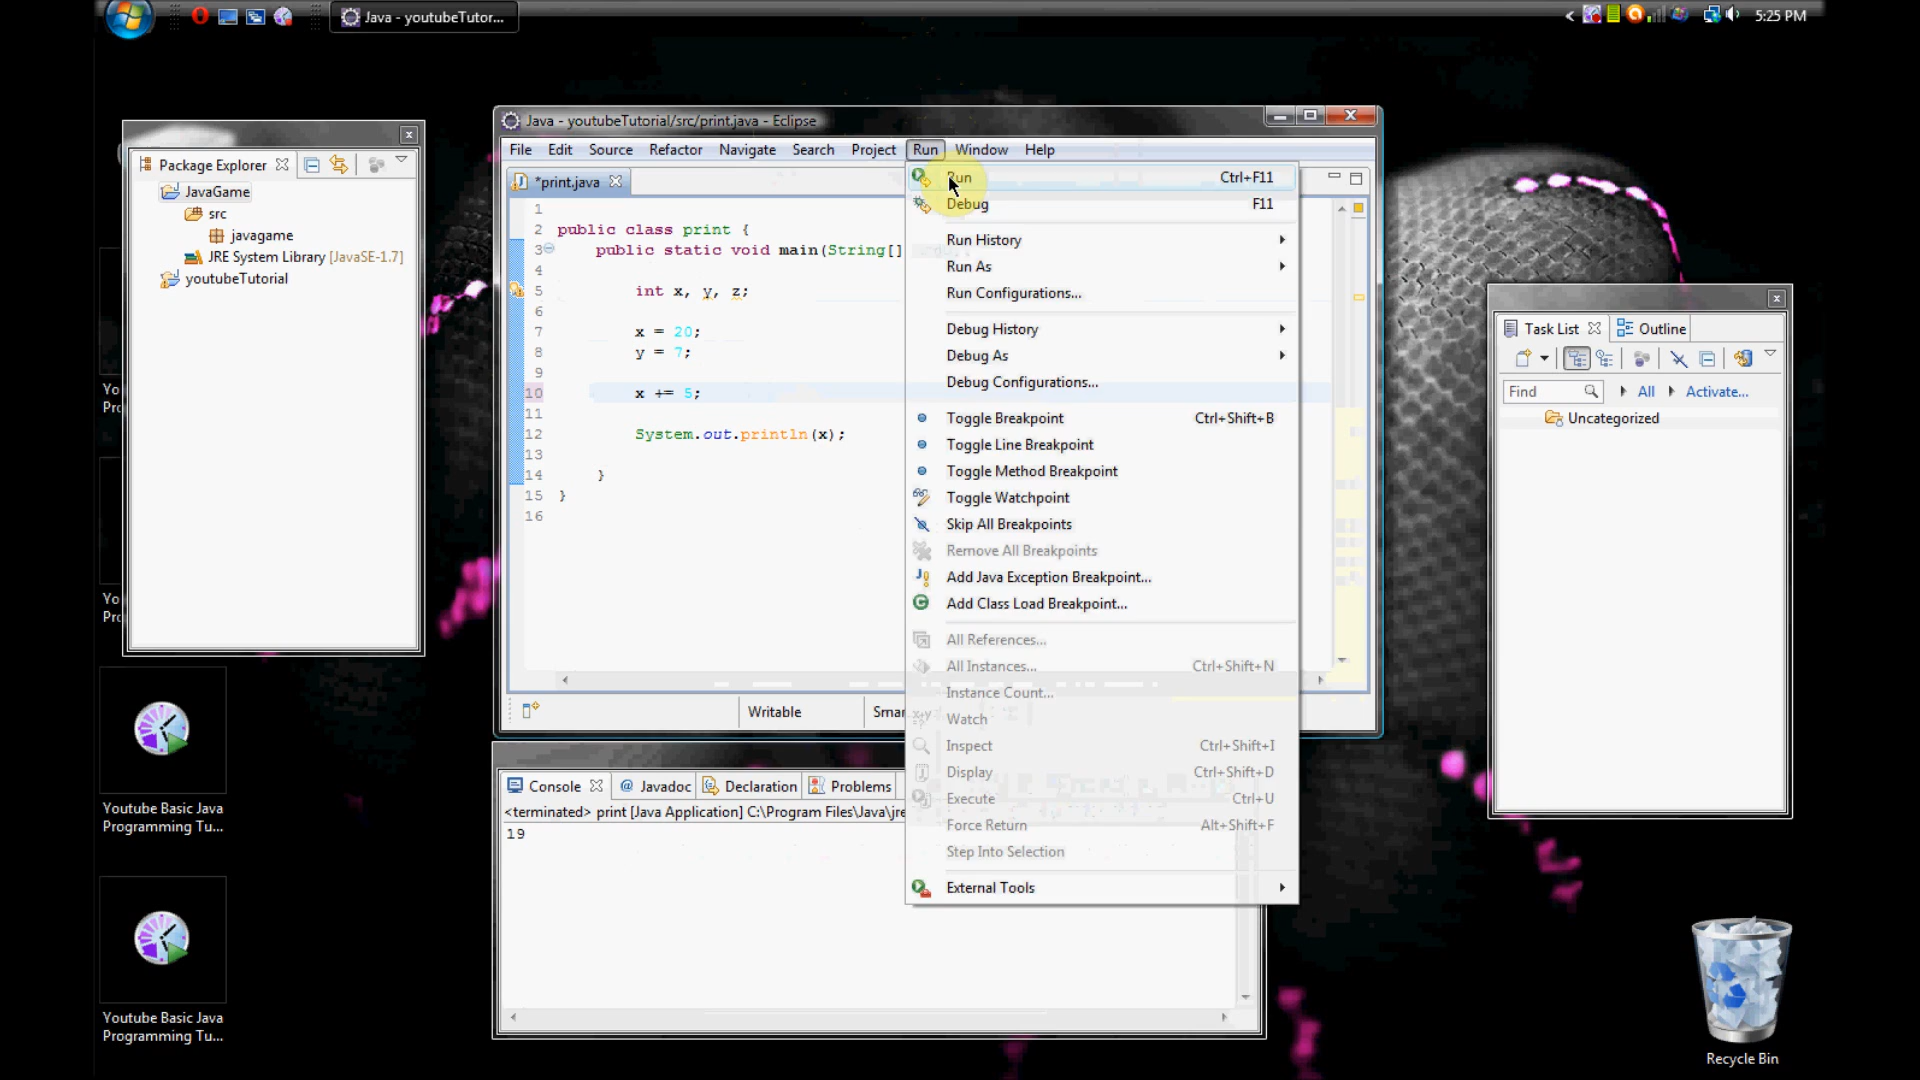 Java - youtubeTutor...
5:25 PM
Java - youtubeTutorial/src/print.java - Eclipse
File Edit Source Refactor Navigate Search Project Run Window Help
Package Explorer
JavaGame
src
javagame
JRE System Library [JavaSE-1.7]
youtubeTutorial
*print.java
1
2 public class print {
3 public static void main(String[]
4
5 int x, y, z;
6
7 x = 20;
8 y = 7;
9
10 x += 5;
11
12 System.out.println(x);
13
14 }
15 }
16
Writable
Smar
Run Ctrl+F11
Debug F11
Run History
Run As
Run Configurations...
Debug History
Debug As
Debug Configurations...
Toggle Breakpoint Ctrl+Shift+B
Toggle Line Breakpoint
Toggle Method Breakpoint
Toggle Watchpoint
Skip All Breakpoints
Remove All Breakpoints
Add Java Exception Breakpoint...
Add Class Load Breakpoint...
All References...
All Instances... Ctrl+Shift+N
Instance Count...
Watch
Inspect Ctrl+Shift+I
Display Ctrl+Shift+D
Execute Ctrl+U
Force Return Alt+Shift+F
Step Into Selection
External Tools
Task List Outline
Find All Activate...
Uncategorized
Console @ Javadoc Declaration Problems
<terminated> print [Java Application] C:\Program Files\Java\jre
19
Yo
Prc
Yo
Prc
Youtube Basic Java
Programming Tu...
Youtube Basic Java
Programming Tu...
Recycle Bin